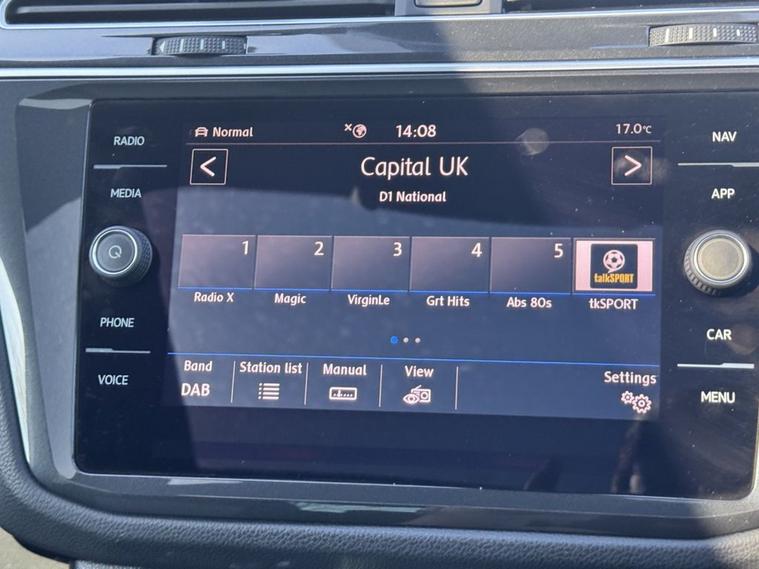 RADIO
MEDIA
PHONE
VOICE
Normal
14:08
17.0°C
<
Capital UK
>
D1 National
1
2
3
4
5
talkSPORT
Radio X
Magic
VirginLe
Grt Hits
Abs 80s
tkSPORT
Band
DAB
Station list
Manual
View
Settings
NAV
APP
CAR
MENU